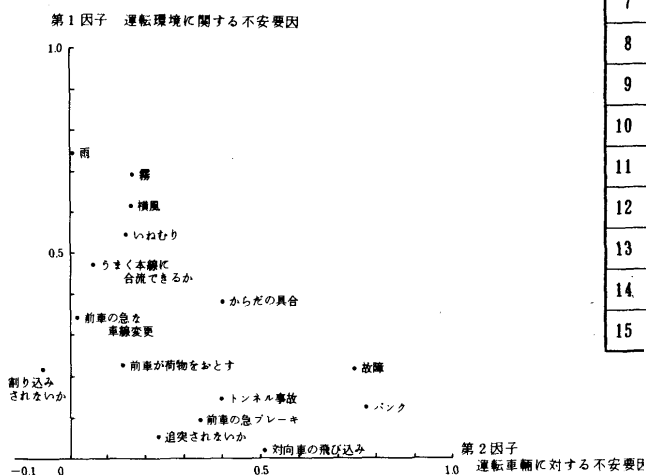 第1因子 運転環境に関する不安要因
1.0
雨
霧
横風
いねむり
0.5
うまく本線に
合流できるか
からだの具合
前車の急な
車線変更
前車が荷物をおとす
故障
割り込み
されないか
トンネル事故
パンク
前車の急ブレーキ
追突されないか
対向車の飛び込み
-0.1
0
0.5
1.0
第2因子
運転車輛に対する不安要因
7
8
9
10
11
12
13
14
15